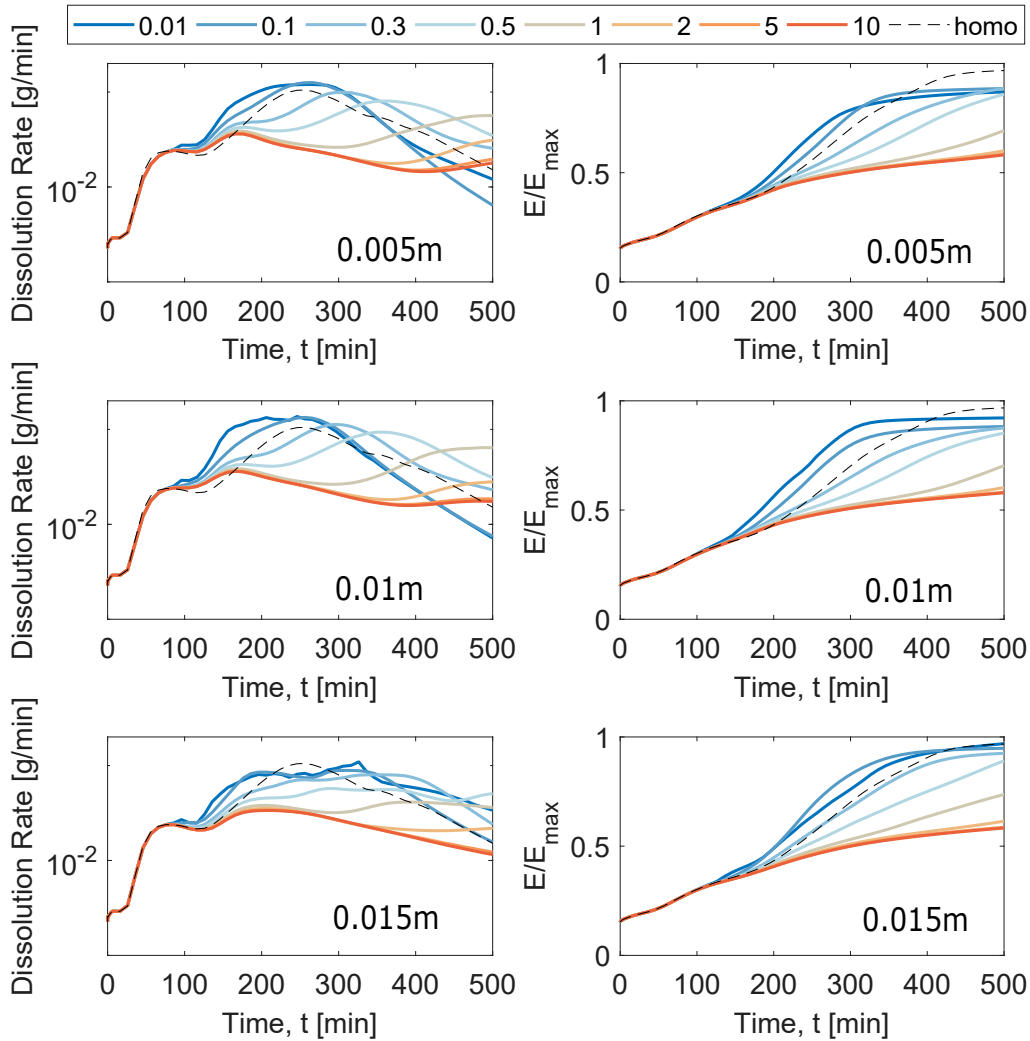 0.01 0.1 0.3 0.5 1 2 5 10 homo
Dissolution Rate [g/min]
10-2
0 100 200 300 400 500
Time, t [min]
0.005m
E/Emax
1
0.5
0
0 100 200 300 400 500
Time, t [min]
0.005m
Dissolution Rate [g/min]
10-2
0 100 200 300 400 500
Time, t [min]
0.01m
E/Emax
1
0.5
0
0 100 200 300 400 500
Time, t [min]
0.01m
Dissolution Rate [g/min]
10-2
0 100 200 300 400 500
Time, t [min]
0.015m
E/Emax
1
0.5
0
0 100 200 300 400 500
Time, t [min]
0.015m